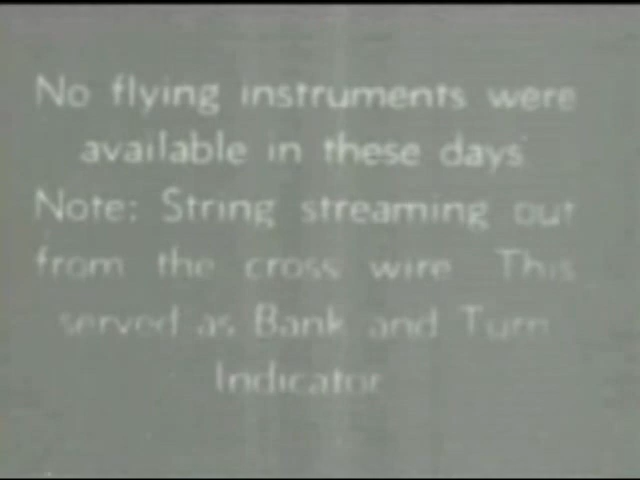 No flying instruments were
available in these days
Note: String streaming out
from the cross wire This
served as Bank and Turn
Indicator